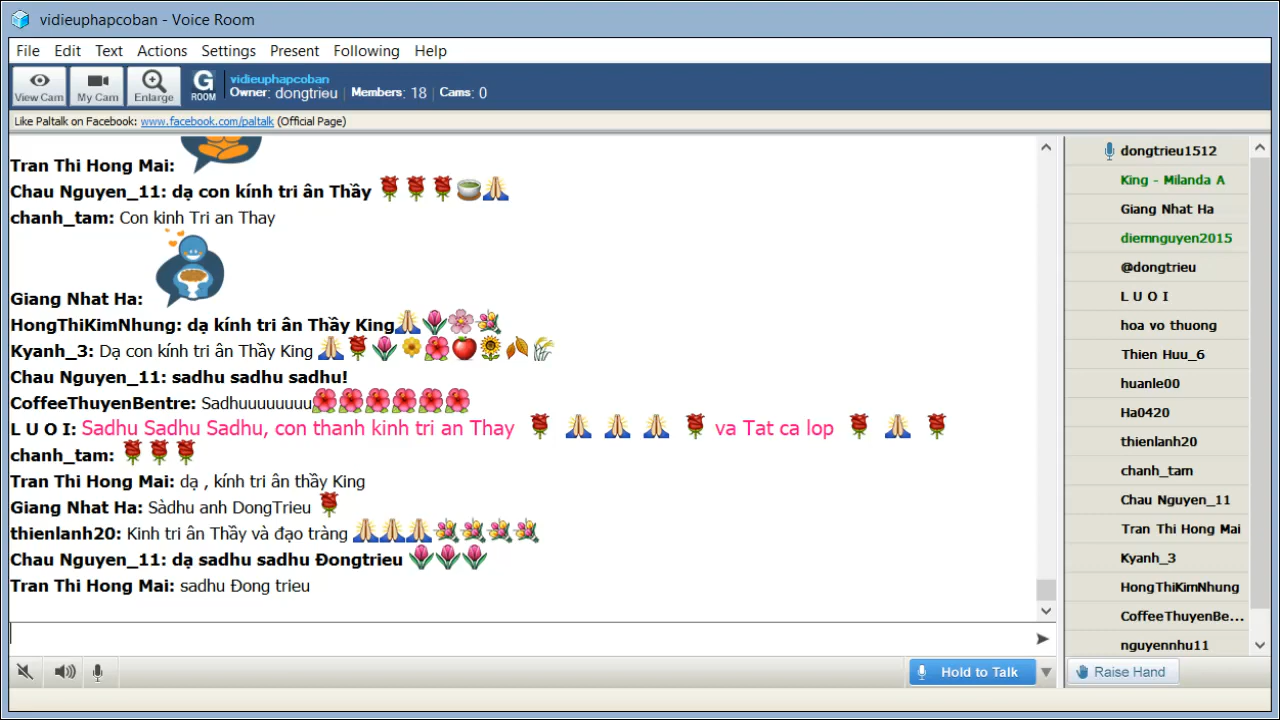 vidieuphapcoban - Voice Room
File Edit Text Actions Settings Present Following Help
View Cam My Cam Enlarge G ROOM vidieuphapcoban
Owner: dongtrieu | Members: 18 | Cams: 0
Like Paltalk on Facebook: www.facebook.com/paltalk (Official Page)
Tran Thi Hong Mai:
Chau Nguyen_11: dạ con kính tri ân Thầy
chanh_tam: Con kinh Tri an Thay
Giang Nhat Ha:
HongThiKimNhung: dạ kính tri ân Thầy King
Kyanh_3: Dạ con kính tri ân Thầy King
Chau Nguyen_11: sadhu sadhu sadhu!
CoffeeThuyenBentre: Sadhuuuuuuuu
L U O I: Sadhu Sadhu Sadhu, con thanh kinh tri an Thay va Tat ca lop
chanh_tam:
Tran Thi Hong Mai: dạ , kính tri ân thầy King
Giang Nhat Ha: Sàdhu anh DongTrieu
thienlanh20: Kinh tri ân Thầy và đạo tràng
Chau Nguyen_11: dạ sadhu sadhu Đongtrieu
Tran Thi Hong Mai: sadhu Đong trieu
Hold to Talk
dongtrieu1512
King - Milanda A
Giang Nhat Ha
diemnguyen2015
@dongtrieu
L U O I
hoa vo thuong
Thien Huu_6
huanle00
Ha0420
thienlanh20
chanh_tam
Chau Nguyen_11
Tran Thi Hong Mai
Kyanh_3
HongThiKimNhung
CoffeeThuyenBe...
nguyennhu11
Raise Hand